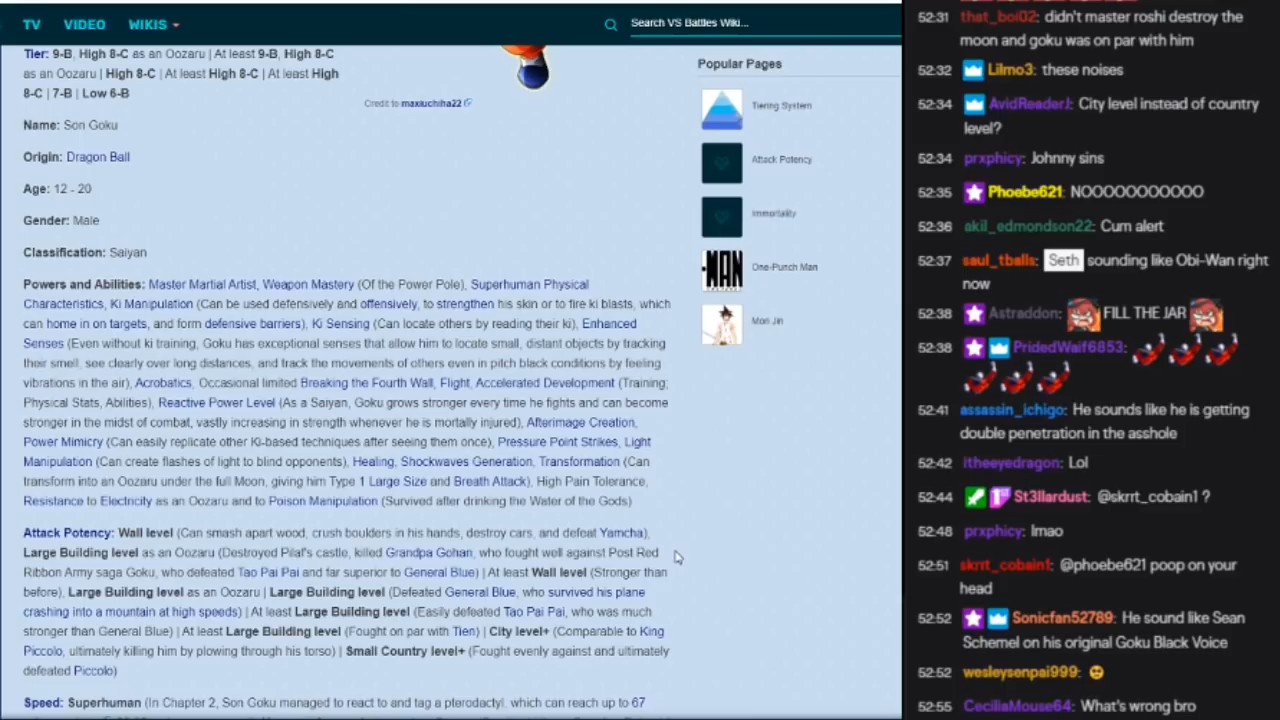 TV VIDEO WIKIS Search VS Battles Wiki...
Tier: 9-B, High 8-C as an Oozaru | At least 9-B, High 8-C
as an Oozaru | High 8-C | At least High 8-C | At least High
8-C | 7-B | Low 6-B
Credit to maxiuchiha22
Name: Son Goku
Origin: Dragon Ball
Age: 12 - 20
Gender: Male
Classification: Saiyan
Powers and Abilities: Master Martial Artist, Weapon Mastery (Of the Power Pole), Superhuman Physical
Characteristics, Ki Manipulation (Can be used defensively and offensively, to strengthen his skin or to fire ki blasts, which
can home in on targets, and form defensive barriers), Ki Sensing (Can locate others by reading their ki), Enhanced
Senses (Even without ki training, Goku has exceptional senses that allow him to locate small, distant objects by tracking
their smell, see clearly over long distances, and track the movements of others even in pitch black conditions by feeling
vibrations in the air), Acrobatics, Occasional limited Breaking the Fourth Wall, Flight, Accelerated Development (Training;
Physical Stats, Abilities), Reactive Power Level (As a Saiyan, Goku grows stronger every time he fights and can become
stronger in the midst of combat, vastly increasing in strength whenever he is mortally injured), Afterimage Creation,
Power Mimicry (Can easily replicate other Ki-based techniques after seeing them once), Pressure Point Strikes, Light
Manipulation (Can create flashes of light to blind opponents), Healing, Shockwaves Generation, Transformation (Can
transform into an Oozaru under the full Moon, giving him Type 1 Large Size and Breath Attack), High Pain Tolerance,
Resistance to Electricity as an Oozaru and to Poison Manipulation (Survived after drinking the Water of the Gods)
Attack Potency: Wall level (Can smash apart wood, crush boulders in his hands, destroy cars, and defeat Yamcha),
Large Building level as an Oozaru (Destroyed Pilaf's castle, killed Grandpa Gohan, who fought well against Post Red
Ribbon Army saga Goku, who defeated Tao Pai Pai and far superior to General Blue) | At least Wall level (Stronger than
before), Large Building level as an Oozaru | Large Building level (Defeated General Blue, who survived his plane
crashing into a mountain at high speeds) | At least Large Building level (Easily defeated Tao Pai Pai, who was much
stronger than General Blue) | At least Large Building level (Fought on par with Tien) | City level+ (Comparable to King
Piccolo, ultimately killing him by plowing through his torso) | Small Country level+ (Fought evenly against and ultimately
defeated Piccolo)
Speed: Superhuman (In Chapter 2, Son Goku managed to react to and tag a pterodactyl, which can reach up to 67
Popular Pages
Tiering System
Attack Potency
Immortality
MAN One-Punch Man
Mori Jin
52:31 that_boi02: didn't master roshi destroy the
moon and goku was on par with him
52:32 Lilmo3: these noises
52:34 AvidReaderJ: City level instead of country
level?
52:34 prxphicy: Johnny sins
52:35 Phoebe621: NOOOOOOOOOOO
52:36 akil_edmondson22: Cum alert
52:37 saul_tballs: Seth sounding like Obi-Wan right
now
52:38 Astraddon: FILL THE JAR
52:38 PridedWaif6853:
52:41 assassin_ichigo: He sounds like he is getting
double penetration in the asshole
52:42 itheeyedragon: Lol
52:44 St3llardust: @skrrt_cobain1 ?
52:48 prxphicy: lmao
52:51 skrrt_cobain1: @phoebe621 poop on your
head
52:52 Sonicfan52789: He sound like Sean
Schemel on his original Goku Black Voice
52:52 wesleysenpai999:
52:55 CeciliaMouse64: What's wrong bro